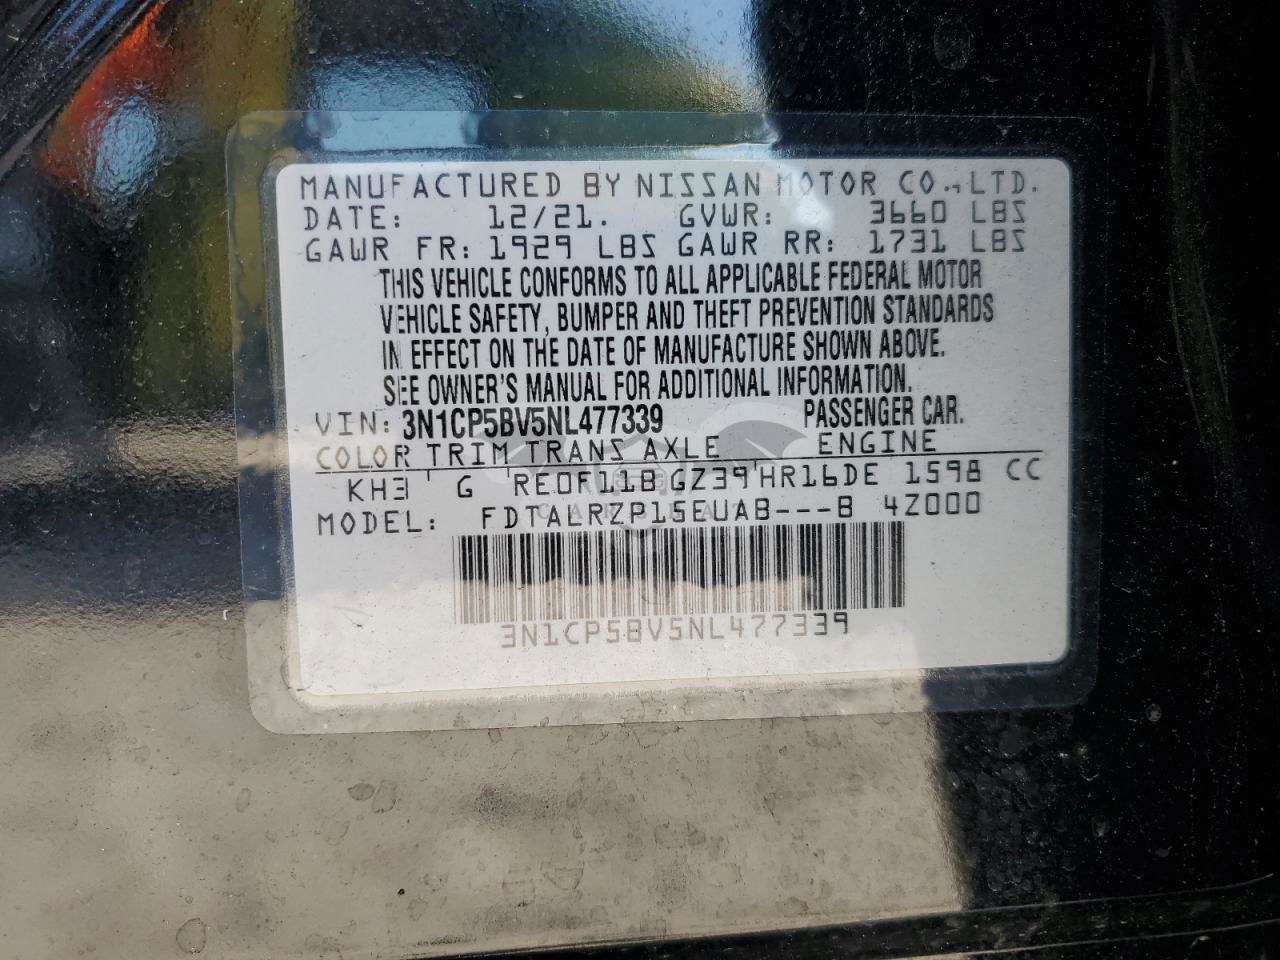 MANUFACTURED BY NISSAN MOTOR CO., LTD.
DATE: 12/21. GVWR: 3660 LBS
GAWR FR: 1929 LBS GAWR RR: 1731 LBS
THIS VEHICLE CONFORMS TO ALL APPLICABLE FEDERAL MOTOR
VEHICLE SAFETY, BUMPER AND THEFT PREVENTION STANDARDS
IN EFFECT ON THE DATE OF MANUFACTURE SHOWN ABOVE.
SEE OWNER'S MANUAL FOR ADDITIONAL INFORMATION.
VIN: 3N1CP5BV5NL477339 PASSENGER CAR.
COLOR TRIM TRANS AXLE ENGINE
KH3 G RE0F11B GZ39 HR16DE 1598 CC
MODEL: FDTALRZP15EUAB---B 4Z000
3N1CP5BV5NL477339